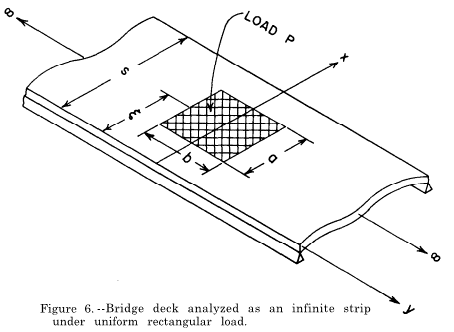 ∞
LOAD P
x
s
ξ
b
a
∞
y
Figure 6.--Bridge deck analyzed as an infinite strip
under uniform rectangular load.